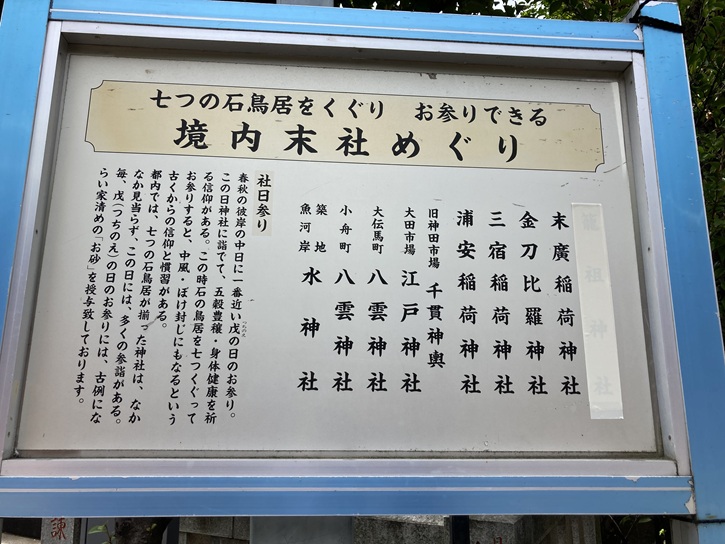 七つの石鳥居をくぐり　お参りできる
境内末社めぐり
籠祖神社
末廣稲荷神社
金刀比羅神社
三宿稲荷神社
浦安稲荷神社
旧神田市場 千貫神輿
大田市場 江戸神社
大伝馬町 八雲神社
小舟町 八雲神社
築地
魚河岸 水神社
社日参り
春秋の彼岸の中日に一番近い戊の日のお参り。
つちのえ
この日神社に詣でて、五穀豊穣・身体健康を祈
る信仰がある。この時石の鳥居を七つくぐって
お参りすると、中風・ぼけ封じにもなるという
古くからの信仰と慣習がある。
都内では、七つの石鳥居が揃った神社は、なか
なか見当らず、この日には、多くの参詣がある。
毎、戊(つちのえ)の日のお参りには、古例にな
らい家清めの「お砂」を授与致しております。